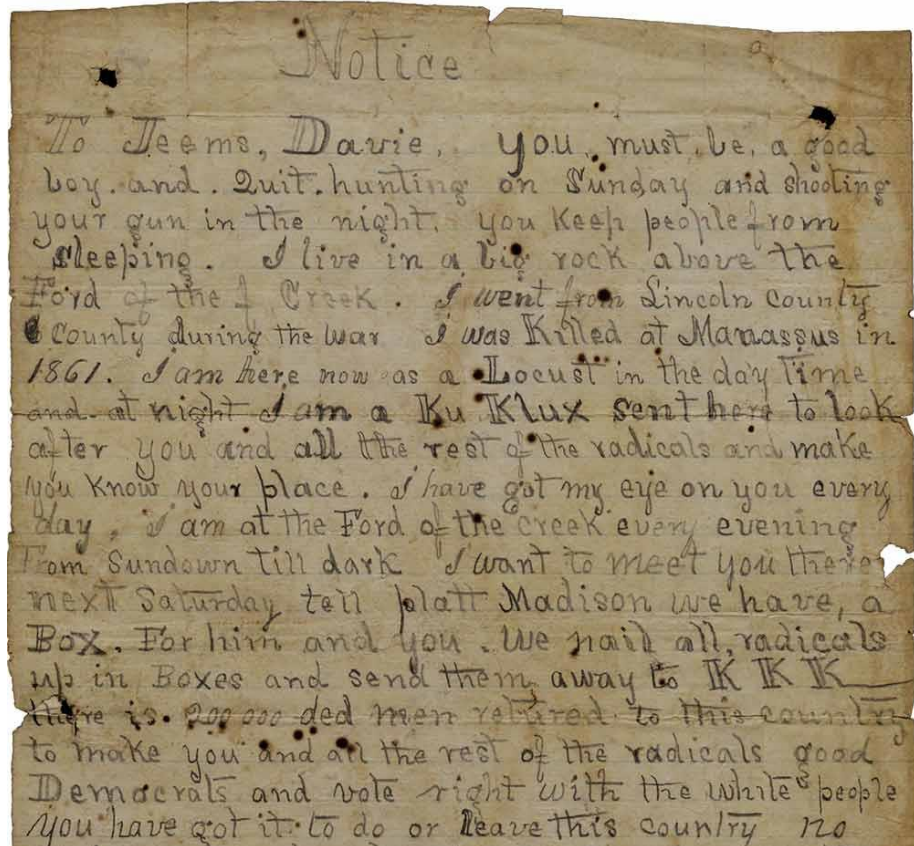 Notice
To Jeems, Davie. you. must. be. a good
boy. and. Quit. hunting on Sunday and shooting
your gun in the night. you keep people from
sleeping. I live in a big rock above the
Ford of the Creek. I went from Lincoln County
County during the war I was Killed at Manassus in
1861. I am here now as a Locust in the day Time
and. at night I am a Ku Klux sent here to look
after you and all the rest of the radicals and make
you know your place. I have got my eye on you every
day, I am at the Ford of the creek every evening
From Sundown till dark I want to meet you there
next Saturday tell platt Madison we have, a
Box. For him and you. We nail all, radicals
up in Boxes and send them away to KKK
there is. 200 000 ded men retured to this country
to make you and all the rest of the radicals good
Democrats and vote right with the white people
you have got it to do or leave this country no